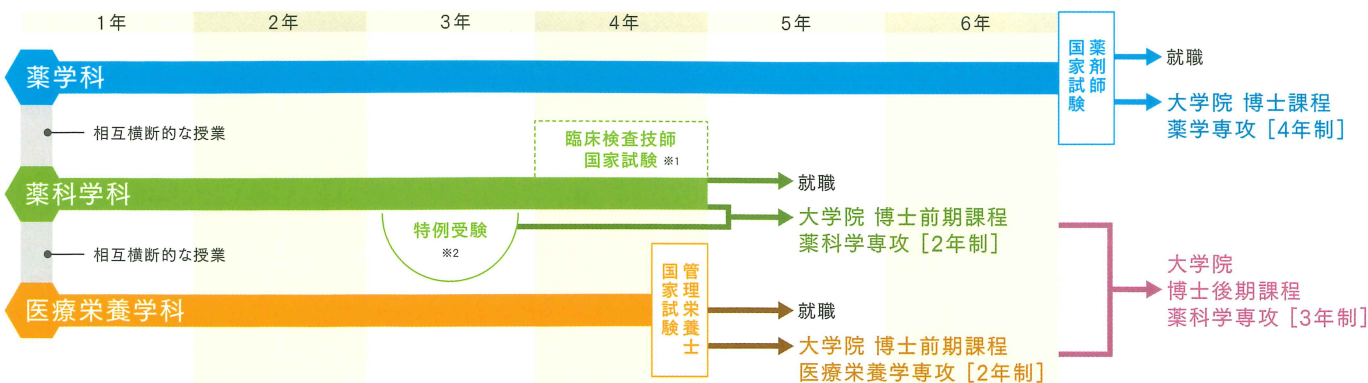 1年 2年 3年 4年 5年 6年
薬学科
薬剤師
国家試験
就職
大学院 博士課程
薬学専攻［4年制］
相互横断的な授業
臨床検査技師
国家試験 ※1
薬科学科
就職
特例受験
※2
大学院 博士前期課程
薬科学専攻［2年制］
相互横断的な授業
医療栄養学科
管理栄養士
国家試験
就職
大学院 博士前期課程
医療栄養学専攻［2年制］
大学院
博士後期課程
薬科学専攻［3年制］